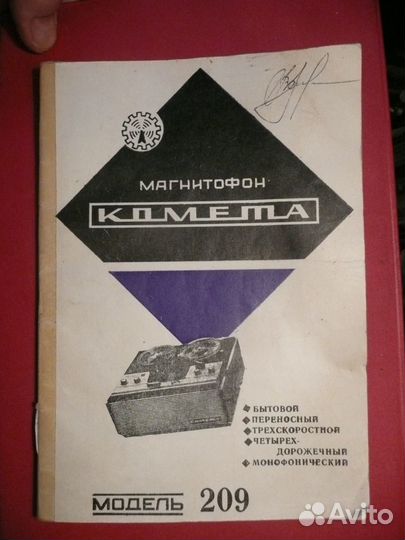 МАГНИТОФОН
КОМЕТА
БЫТОВОЙ
ПЕРЕНОСНЫЙ
ТРЕХСКОРОСТНОЙ
ЧЕТЫРЕХ-
ДОРОЖЕЧНЫЙ
МОНОФОНИЧЕСКИЙ
МОДЕЛЬ 209
Avito